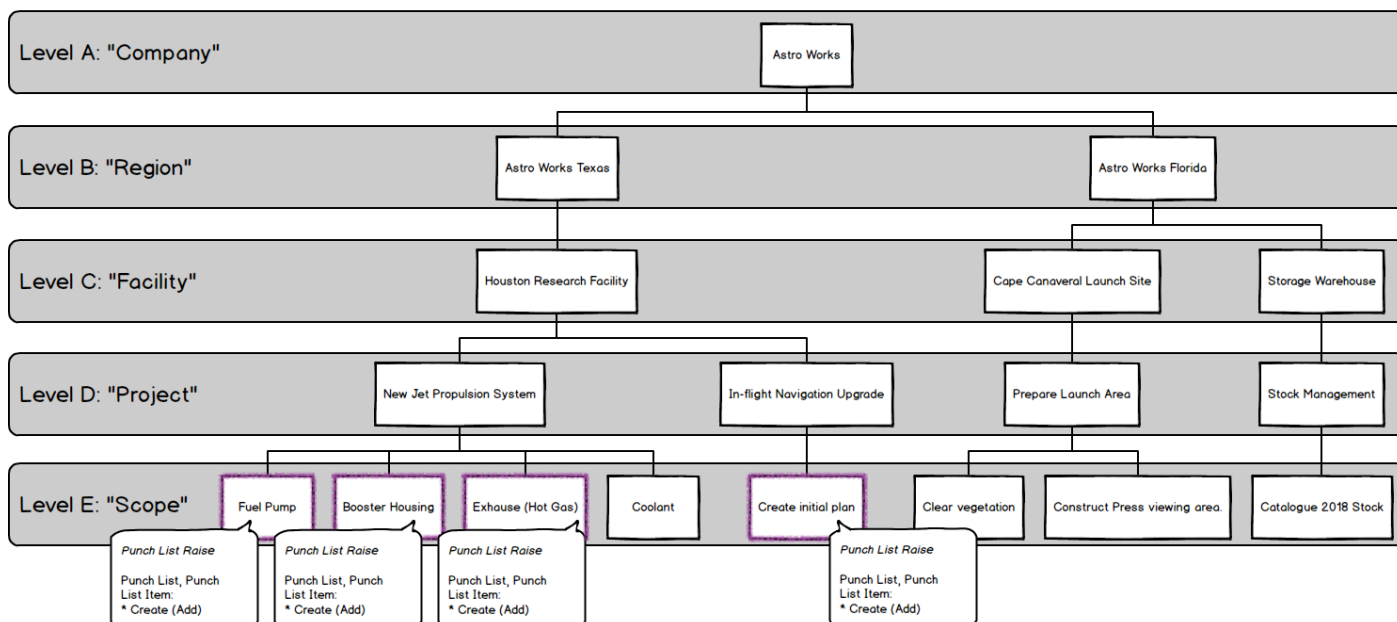 Level A: "Company"
Astro Works
Level B: "Region"
Astro Works Texas
Astro Works Florida
Level C: "Facility"
Houston Research Facility
Cape Canaveral Launch Site
Storage Warehouse
Level D: "Project"
New Jet Propulsion System
In-flight Navigation Upgrade
Prepare Launch Area
Stock Management
Level E: "Scope"
Fuel Pump
Booster Housing
Exhause (Hot Gas)
Coolant
Create initial plan
Clear vegetation
Construct Press viewing area.
Catalogue 2018 Stock
Punch List Raise
Punch List, Punch
List Item:
* Create (Add)
Punch List Raise
Punch List, Punch
List Item:
* Create (Add)
Punch List Raise
Punch List, Punch
List Item:
* Create (Add)
Punch List Raise
Punch List, Punch
List Item:
* Create (Add)